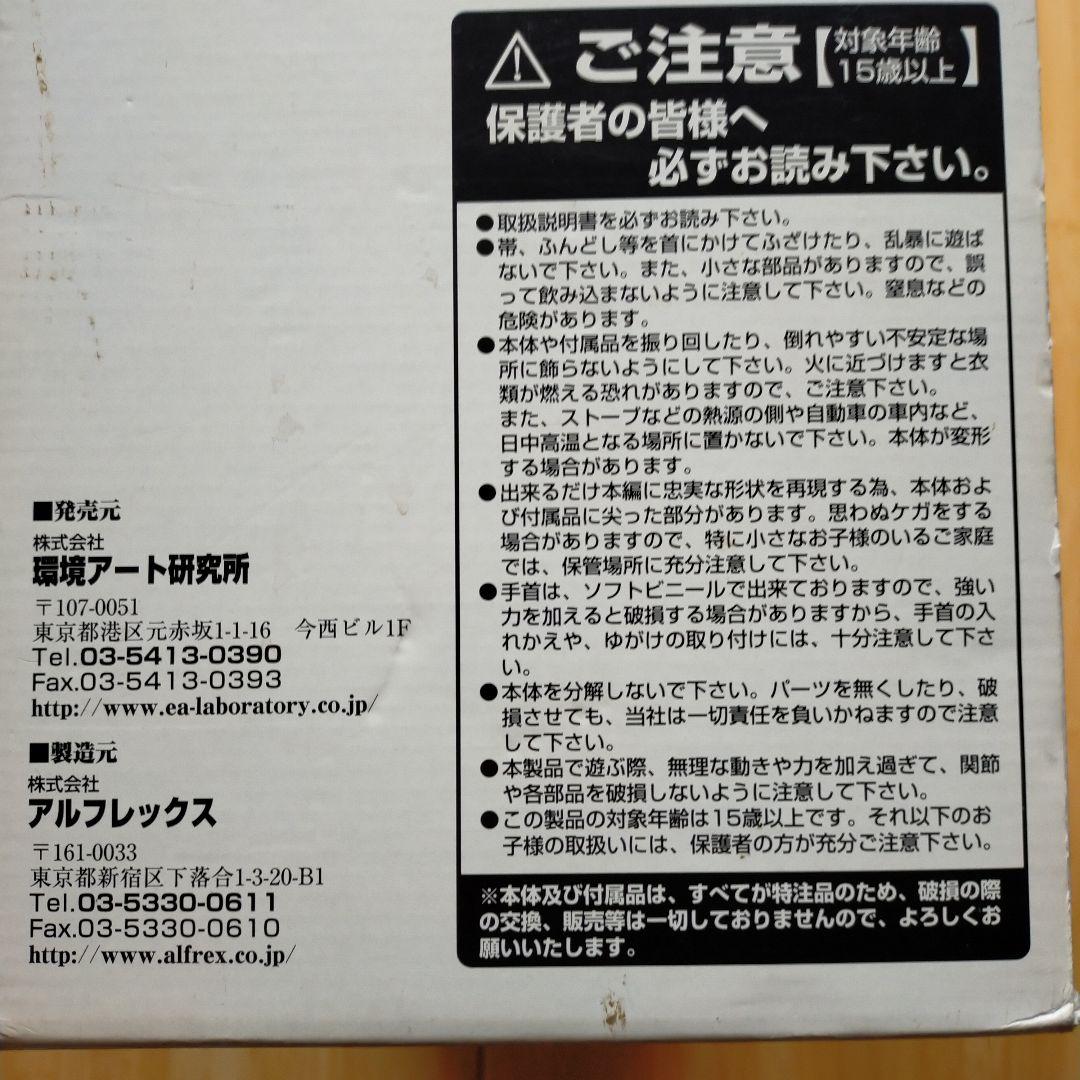 ご注意【対象年齢 15歳以上】
保護者の皆様へ
必ずお読み下さい。
●取扱説明書を必ずお読み下さい。
●帯、ふんどし等を首にかけてふざけたり、乱暴に遊ば
ないで下さい。また、小さな部品がありますので、誤
って飲み込まないように注意して下さい。窒息などの
危険があります。
●本体や付属品を振り回したり、倒れやすい不安定な場
所に飾らないようにして下さい。火に近づけますと衣
類が燃える恐れがありますので、ご注意下さい。
また、ストーブなどの熱源の側や自動車の車内など、
日中高温となる場所に置かないで下さい。本体が変形
する場合があります。
●出来るだけ本編に忠実な形状を再現する為、本体およ
び付属品に尖った部分があります。思わぬケガをする
場合がありますので、特に小さなお子様のいるご家庭
では、保管場所に充分注意して下さい。
●手首は、ソフトビニールで出来ておりますので、強い
力を加えると破損する場合がありますから、手首の入
れかえや、ゆがけの取り付けには、十分注意して下さ
い。
●本体を分解しないで下さい。パーツを無くしたり、破
損させても、当社は一切責任を負いかねますので注意
して下さい。
●本製品で遊ぶ際、無理な動きや力を加え過ぎて、関節
や各部品を破損しないように注意して下さい。
●この製品の対象年齢は15歳以上です。それ以下のお
子様の取扱いには、保護者の方が充分ご注意下さい。
※本体及び付属品は、すべてが特注品のため、破損の際
の交換、販売等は一切しておりませんので、よろしくお
願いいたします。
■発売元
株式会社
環境アート研究所
〒107-0051
東京都港区元赤坂1-1-16 今西ビル1F
Tel.03-5413-0390
Fax.03-5413-0393
http://www.ea-laboratory.co.jp/
■製造元
株式会社
アルフレックス
〒161-0033
東京都新宿区下落合1-3-20-B1
Tel.03-5330-0611
Fax.03-5330-0610
http://www.alfrex.co.jp/